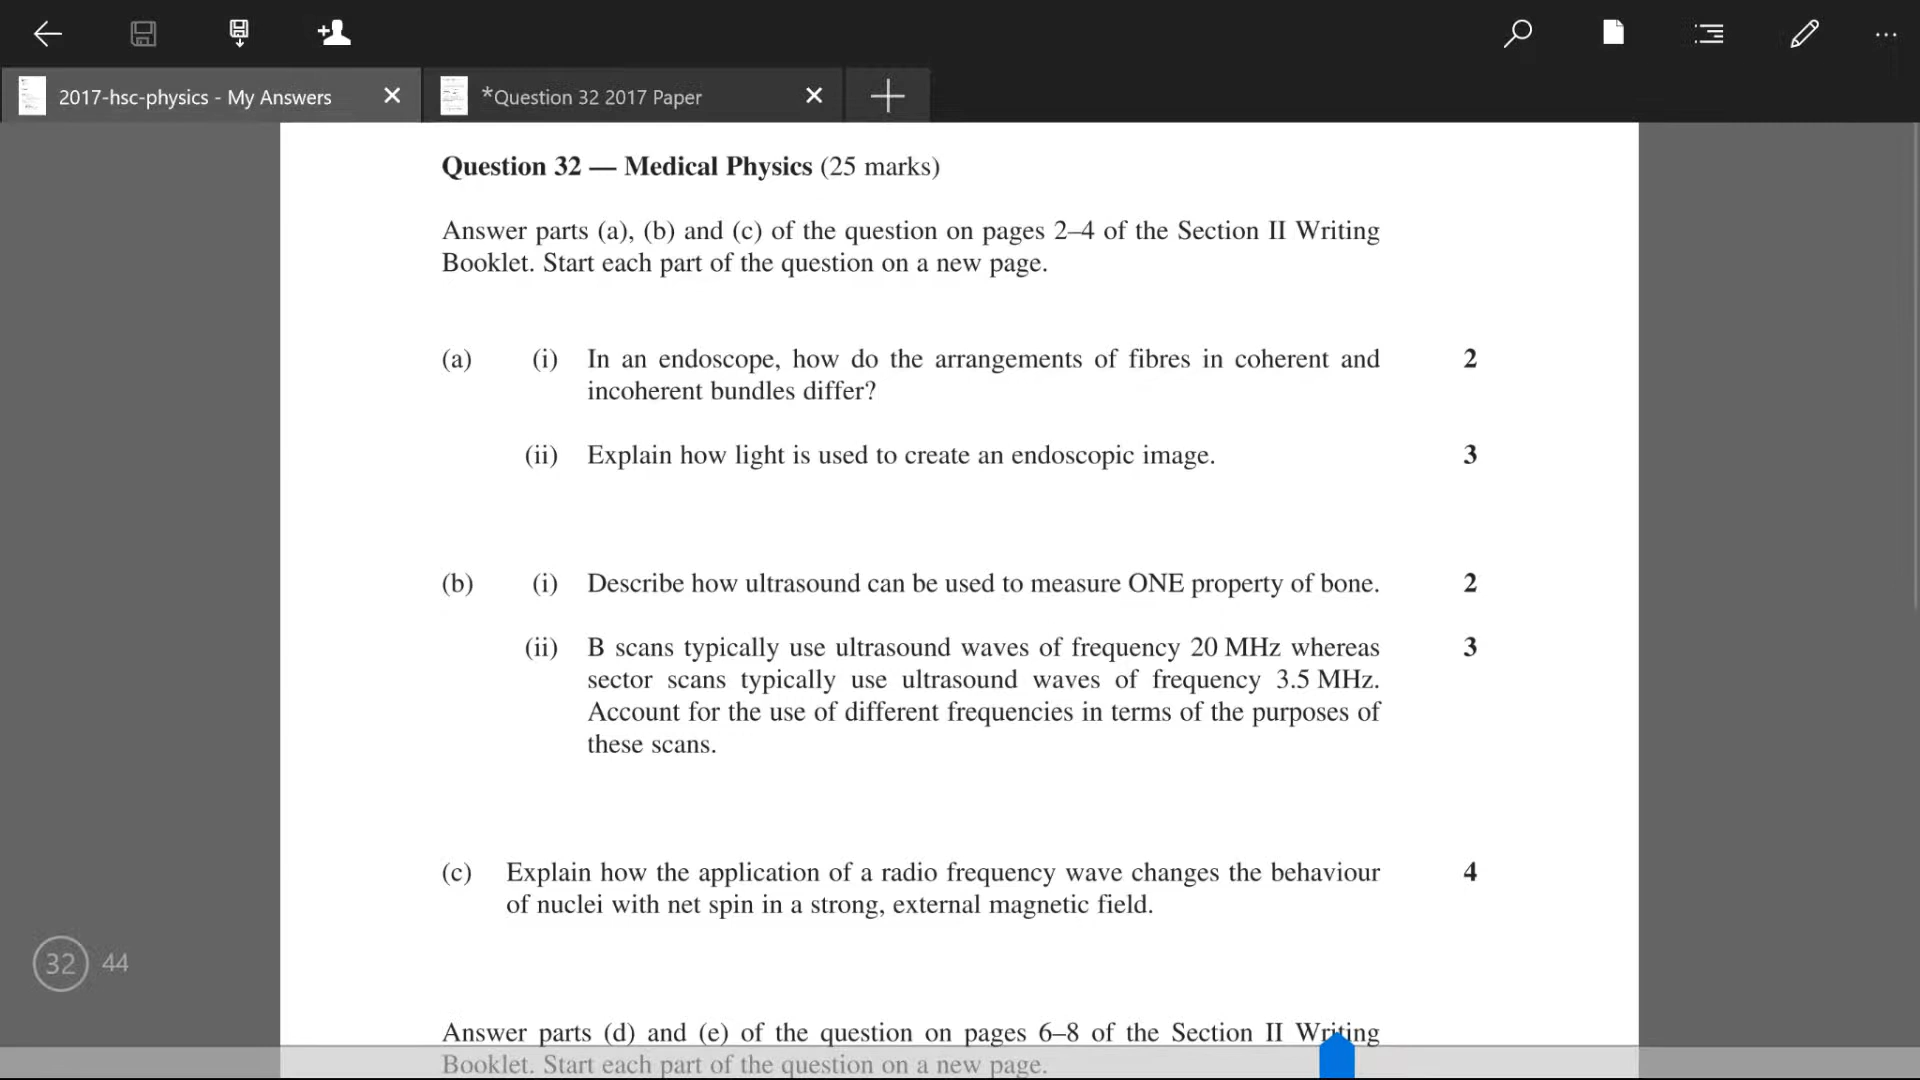 2017-hsc-physics - My Answers
*Question 32 2017 Paper
Question 32 — Medical Physics (25 marks)
Answer parts (a), (b) and (c) of the question on pages 2–4 of the Section II Writing
Booklet. Start each part of the question on a new page.
(a) (i) In an endoscope, how do the arrangements of fibres in coherent and 2
incoherent bundles differ?
(ii) Explain how light is used to create an endoscopic image. 3
(b) (i) Describe how ultrasound can be used to measure ONE property of bone. 2
(ii) B scans typically use ultrasound waves of frequency 20 MHz whereas 3
sector scans typically use ultrasound waves of frequency 3.5 MHz.
Account for the use of different frequencies in terms of the purposes of
these scans.
(c) Explain how the application of a radio frequency wave changes the behaviour 4
of nuclei with net spin in a strong, external magnetic field.
32 44
Answer parts (d) and (e) of the question on pages 6–8 of the Section II Writing
Booklet. Start each part of the question on a new page.